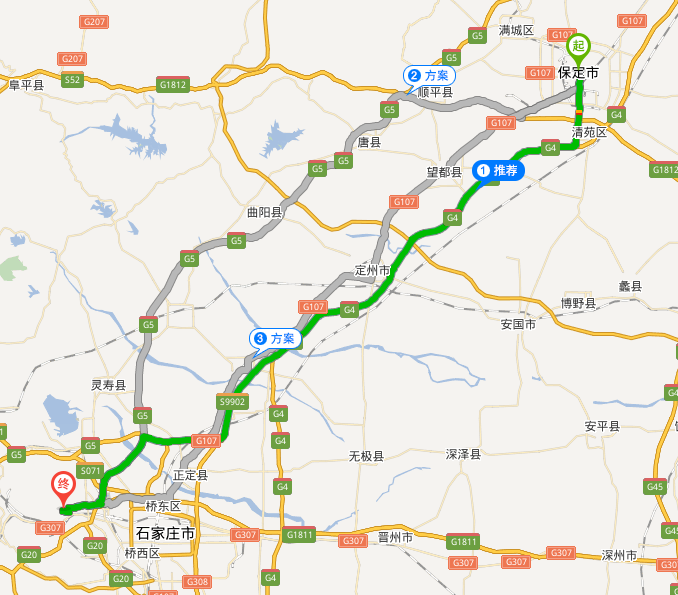 G207
满城区
G107
G107
起
G207
G5
G5
2 方案
G107
保定市
S52
G1812
阜平县
顺平县
G5
G4
G107
清苑区
唐县
G4
G5
G5
望都县
1 推荐
G1812
G107
曲阳县
G4
G5
G5
定州市
蠡县
G107
G4
博野县
G5
安国市
3 方案
灵寿县
S9902
G4
G5
G4
安平县
G107
G4
G5
G5
无极县
深泽县
S071
正定县
终
G4
G45
桥东区
G307
石家庄市
G307
G1811
G307
晋州市
G1811
G20
G20
桥西区
G307
G307
G307
深州市
G20
G308
G4